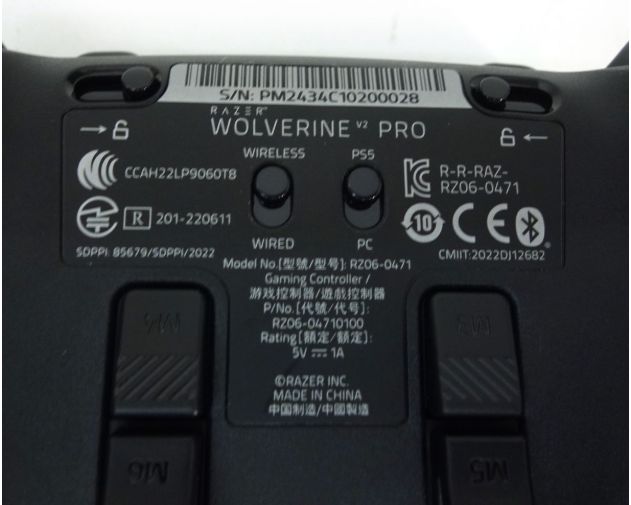 S/N: PM2434C10200028
RAZER™
WOLVERINE V2 PRO
WIRELESS
PS5
CCAH22LP9060T8
R-R-RAZ-
RZ06-0471
R 201-220611
10
CE
WIRED
PC
SDPPI: 85679/SDPPI/2022
CMIIT:2022DJ12682
Model No.[型號/型号]: RZ06-0471
Gaming Controller /
游戏控制器/遊戲控制器
P/No.[代號/代号]:
RZ06-04710100
Rating[額定/额定]:
5V ⎓ 1A
©RAZER INC.
MADE IN CHINA
中国制造/中國製造
M4
M3
M6
M5